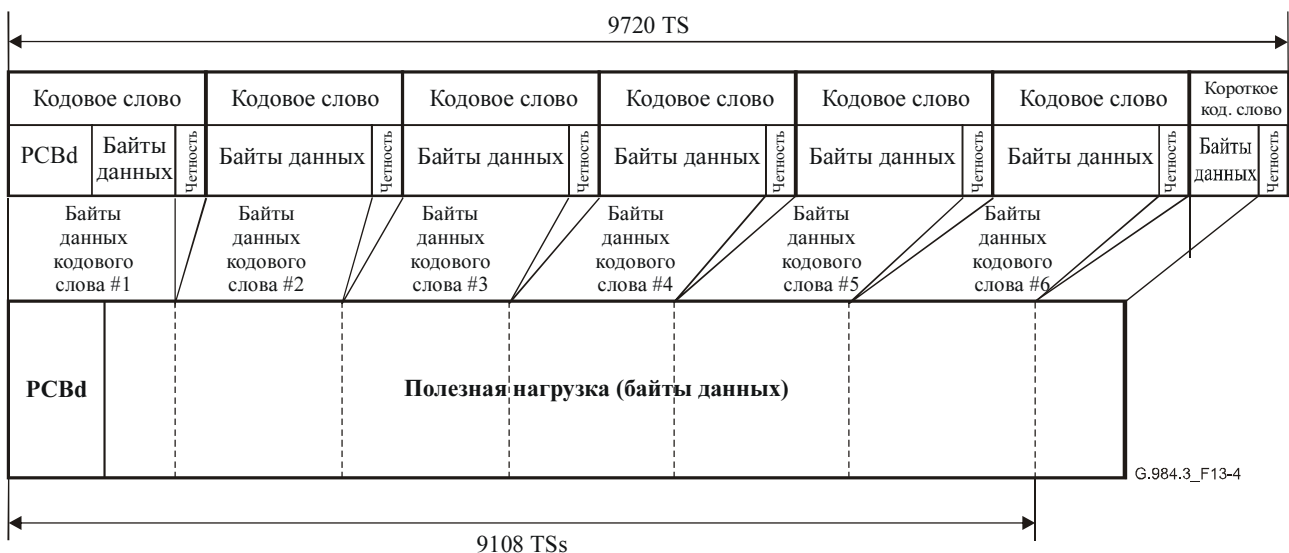 9720 TS
Кодовое слово Кодовое слово Кодовое слово Кодовое слово Кодовое слово Кодовое слово Короткое
код. слово
PCBd Байты
данных Четность Байты данных Четность Байты данных Четность Байты данных Четность Байты данных Четность Байты данных Четность Байты
данных Четность
Байты
данных
кодового
слова #1
Байты
данных
кодового
слова #2
Байты
данных
кодового
слова #3
Байты
данных
кодового
слова #4
Байты
данных
кодового
слова #5
Байты
данных
кодового
слова #6
PCBd Полезная нагрузка (байты данных)
G.984.3_F13-4
9108 TSs